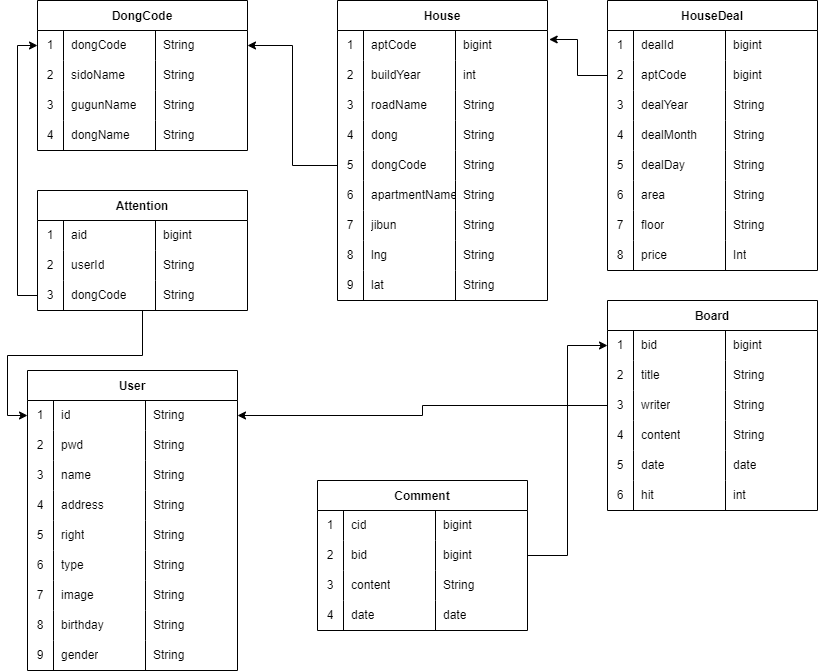 DongCode
1 dongCode String
2 sidoName String
3 gugunName String
4 dongName String
House
1 aptCode bigint
2 buildYear int
3 roadName String
4 dong String
5 dongCode String
6 apartmentName String
7 jibun String
8 lng String
9 lat String
HouseDeal
1 dealId bigint
2 aptCode bigint
3 dealYear String
4 dealMonth String
5 dealDay String
6 area String
7 floor String
8 price Int
Attention
1 aid bigint
2 userId String
3 dongCode String
User
1 id String
2 pwd String
3 name String
4 address String
5 right String
6 type String
7 image String
8 birthday String
9 gender String
Comment
1 cid bigint
2 bid bigint
3 content String
4 date date
Board
1 bid bigint
2 title String
3 writer String
4 content String
5 date date
6 hit int